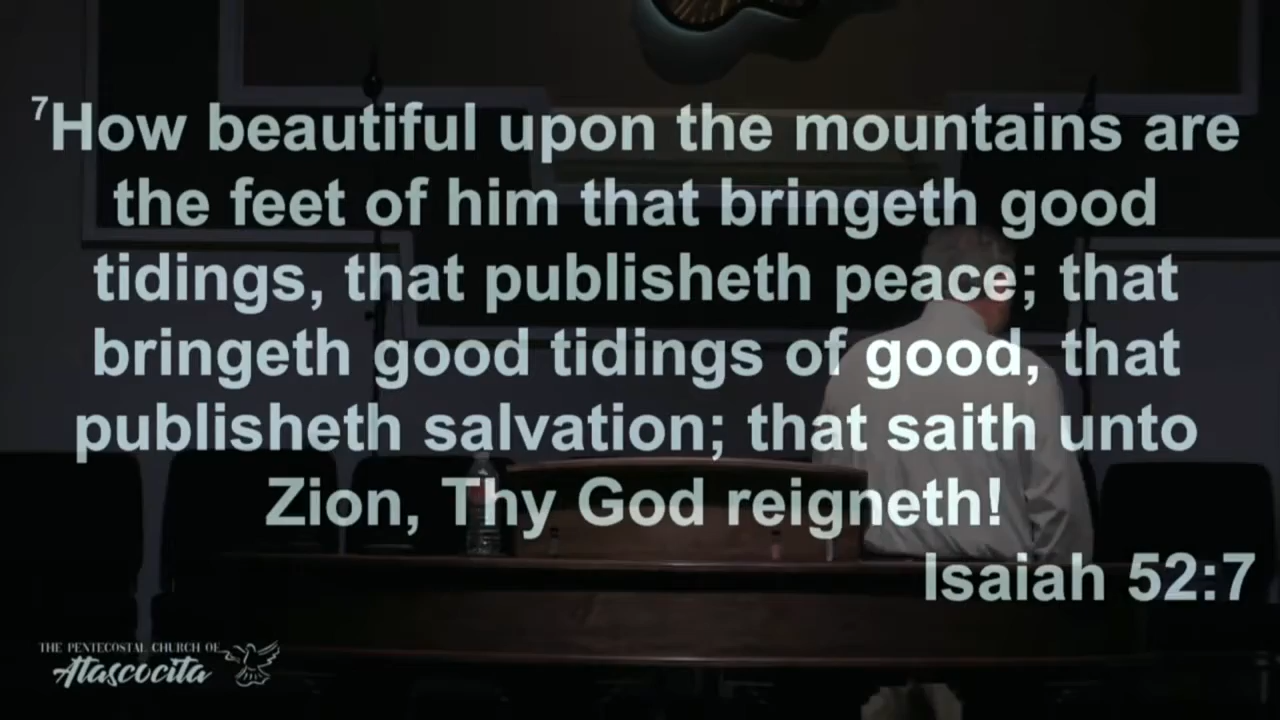 7How beautiful upon the mountains are
the feet of him that bringeth good
tidings, that publisheth peace; that
bringeth good tidings of good, that
publisheth salvation; that saith unto
Zion, Thy God reigneth!
Isaiah 52:7
THE PENTECOSTAL CHURCH OF
Atascocita